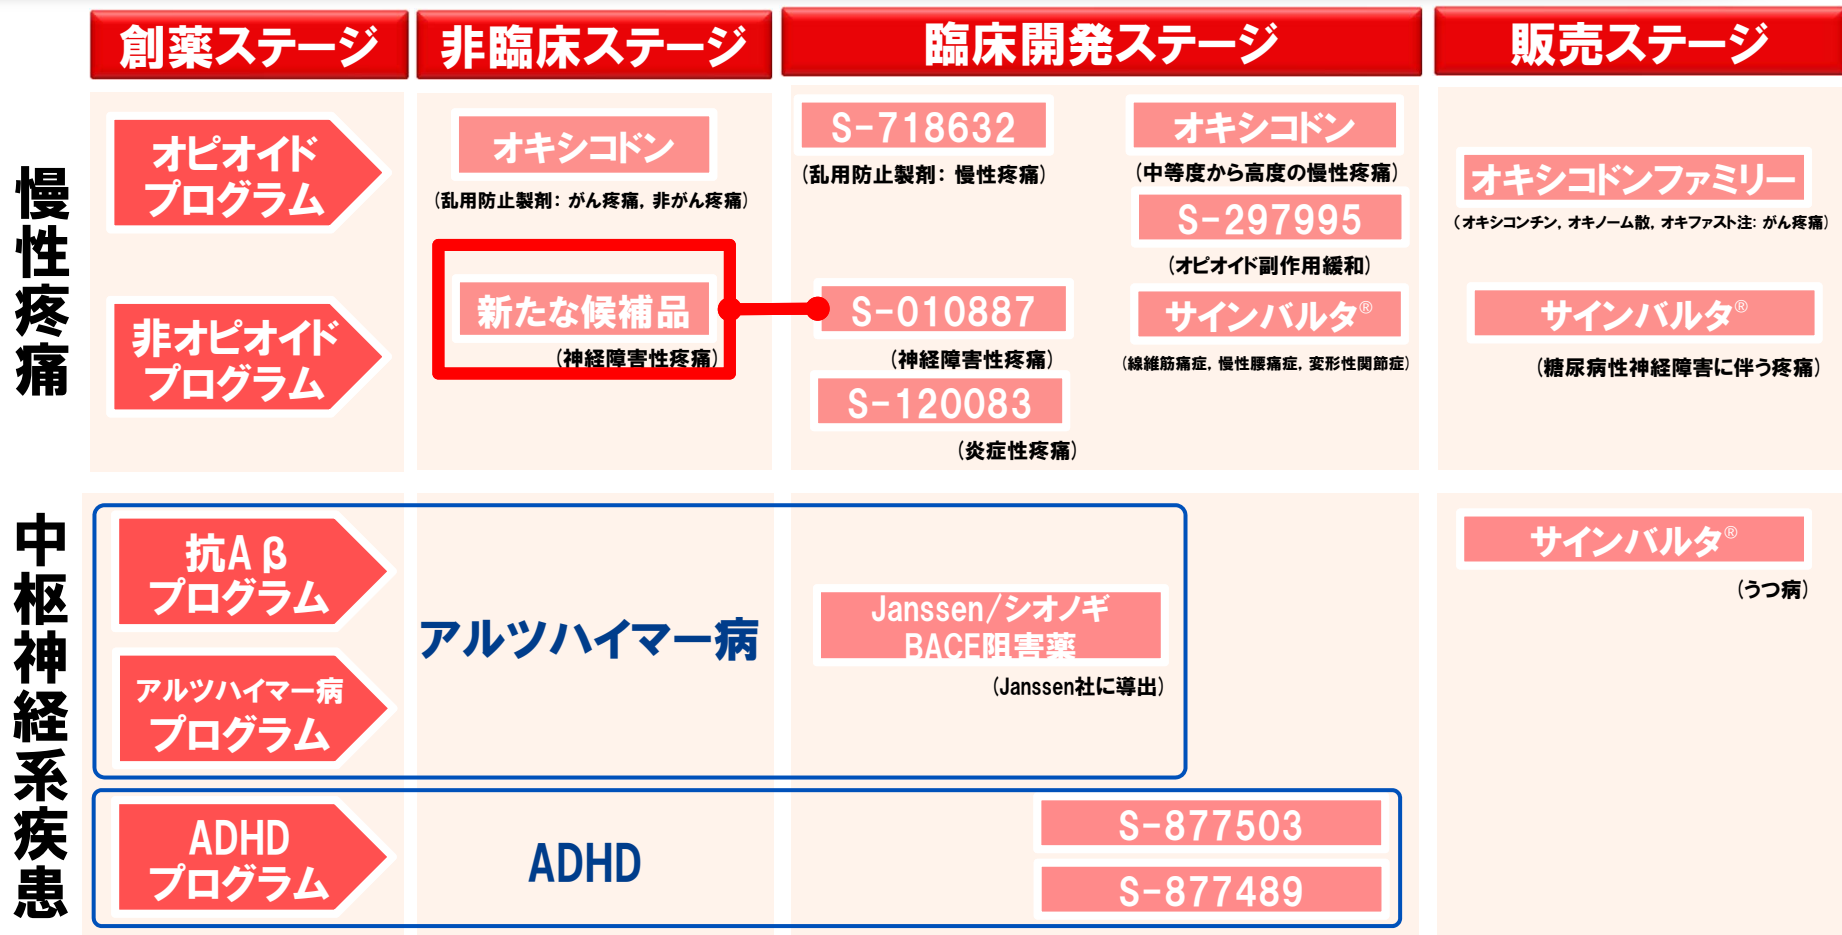 創薬ステージ
非臨床ステージ
臨床開発ステージ
販売ステージ
慢性疼痛
オピオイド
プログラム
オキシコドン
(乱用防止製剤: がん疼痛, 非がん疼痛)
S-718632
(乱用防止製剤: 慢性疼痛)
オキシコドン
(中等度から高度の慢性疼痛)
S-297995
(オピオイド副作用緩和)
オキシコドンファミリー
(オキシコンチン, オキノーム散, オキファスト注: がん疼痛)
非オピオイド
プログラム
新たな候補品
(神経障害性疼痛)
S-010887
(神経障害性疼痛)
S-120083
(炎症性疼痛)
サインバルタ®
(線維筋痛症, 慢性腰痛症, 変形性関節症)
サインバルタ®
(糖尿病性神経障害に伴う疼痛)
中枢神経系疾患
抗Aβ
プログラム
アルツハイマー病
プログラム
アルツハイマー病
Janssen/シオノギ
BACE阻害薬
(Janssen社に導出)
サインバルタ®
(うつ病)
ADHD
プログラム
ADHD
S-877503
S-877489